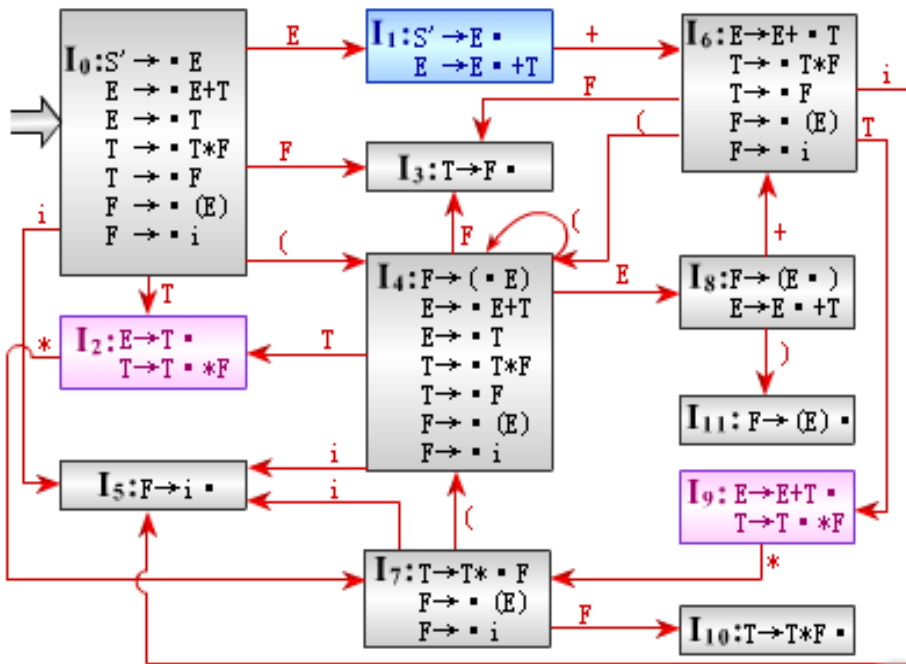 I0: S′ → ▪ E
E → ▪ E+T
E → ▪ T
T → ▪ T*F
T → ▪ F
F → ▪ (E)
F → ▪ i
E
I1: S′ → E ▪
E → E ▪ +T
+
I6: E→E+ ▪ T
T→ ▪ T*F
T→ ▪ F
F→ ▪ (E)
F→ ▪ i
i
T
F
(
F
I3: T→F ▪
i
(
F
(
T
I4: F→( ▪ E)
E→ ▪ E+T
E→ ▪ T
T→ ▪ T*F
T→ ▪ F
F→ ▪ (E)
F→ ▪ i
E
+
I8: F→(E ▪ )
E→E ▪ +T
)
*
I2: E→T ▪
T→T ▪ *F
T
I11: F→(E) ▪
I5: F→i ▪
i
i
(
I9: E→E+T ▪
T→T ▪ *F
*
I7: T→T* ▪ F
F→ ▪ (E)
F→ ▪ i
F
I10: T→T*F ▪